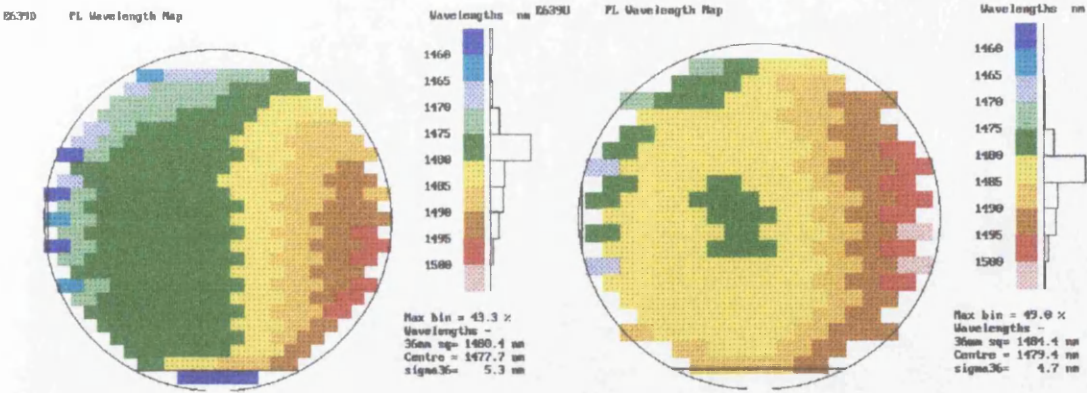 E639D PL Wavelength Map
Wavelengths nm
1460
1465
1470
1475
1480
1485
1490
1495
1500
Max bin = 43.3 %
Wavelengths -
36mm sq= 1480.4 nm
Centre = 1477.7 nm
sigma36= 5.3 nm
E639U PL Wavelength Map
Wavelengths nm
1460
1465
1470
1475
1480
1485
1490
1495
1500
Max bin = 49.0 %
Wavelengths -
36mm sq= 1484.4 nm
Centre = 1479.4 nm
sigma36= 4.7 nm